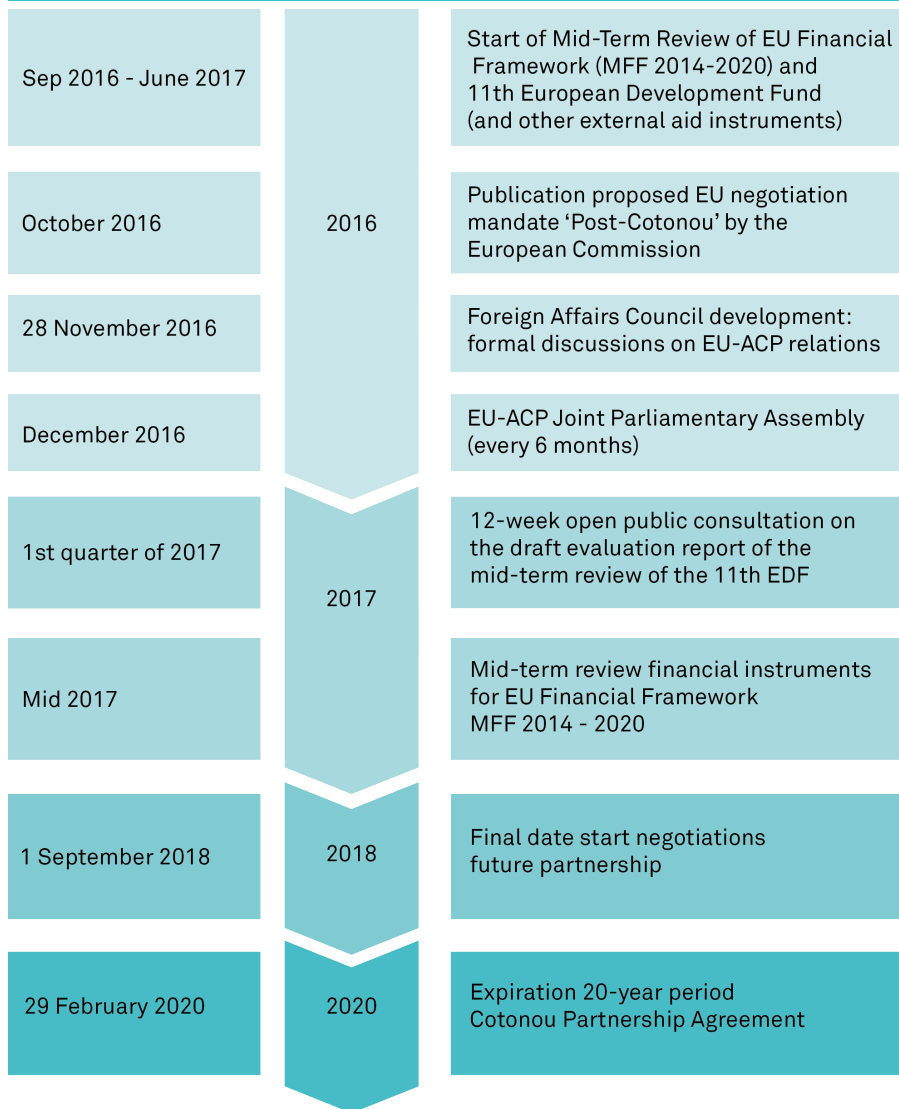 Sep 2016 - June 2017
Start of Mid-Term Review of EU Financial
Framework (MFF 2014-2020) and
11th European Development Fund
(and other external aid instruments)
October 2016
2016
Publication proposed EU negotiation
mandate ‘Post-Cotonou’ by the
European Commission
28 November 2016
Foreign Affairs Council development:
formal discussions on EU-ACP relations
December 2016
EU-ACP Joint Parliamentary Assembly
(every 6 months)
1st quarter of 2017
2017
12-week open public consultation on
the draft evaluation report of the
mid-term review of the 11th EDF
Mid 2017
Mid-term review financial instruments
for EU Financial Framework
MFF 2014 - 2020
1 September 2018
2018
Final date start negotiations
future partnership
29 February 2020
2020
Expiration 20-year period
Cotonou Partnership Agreement